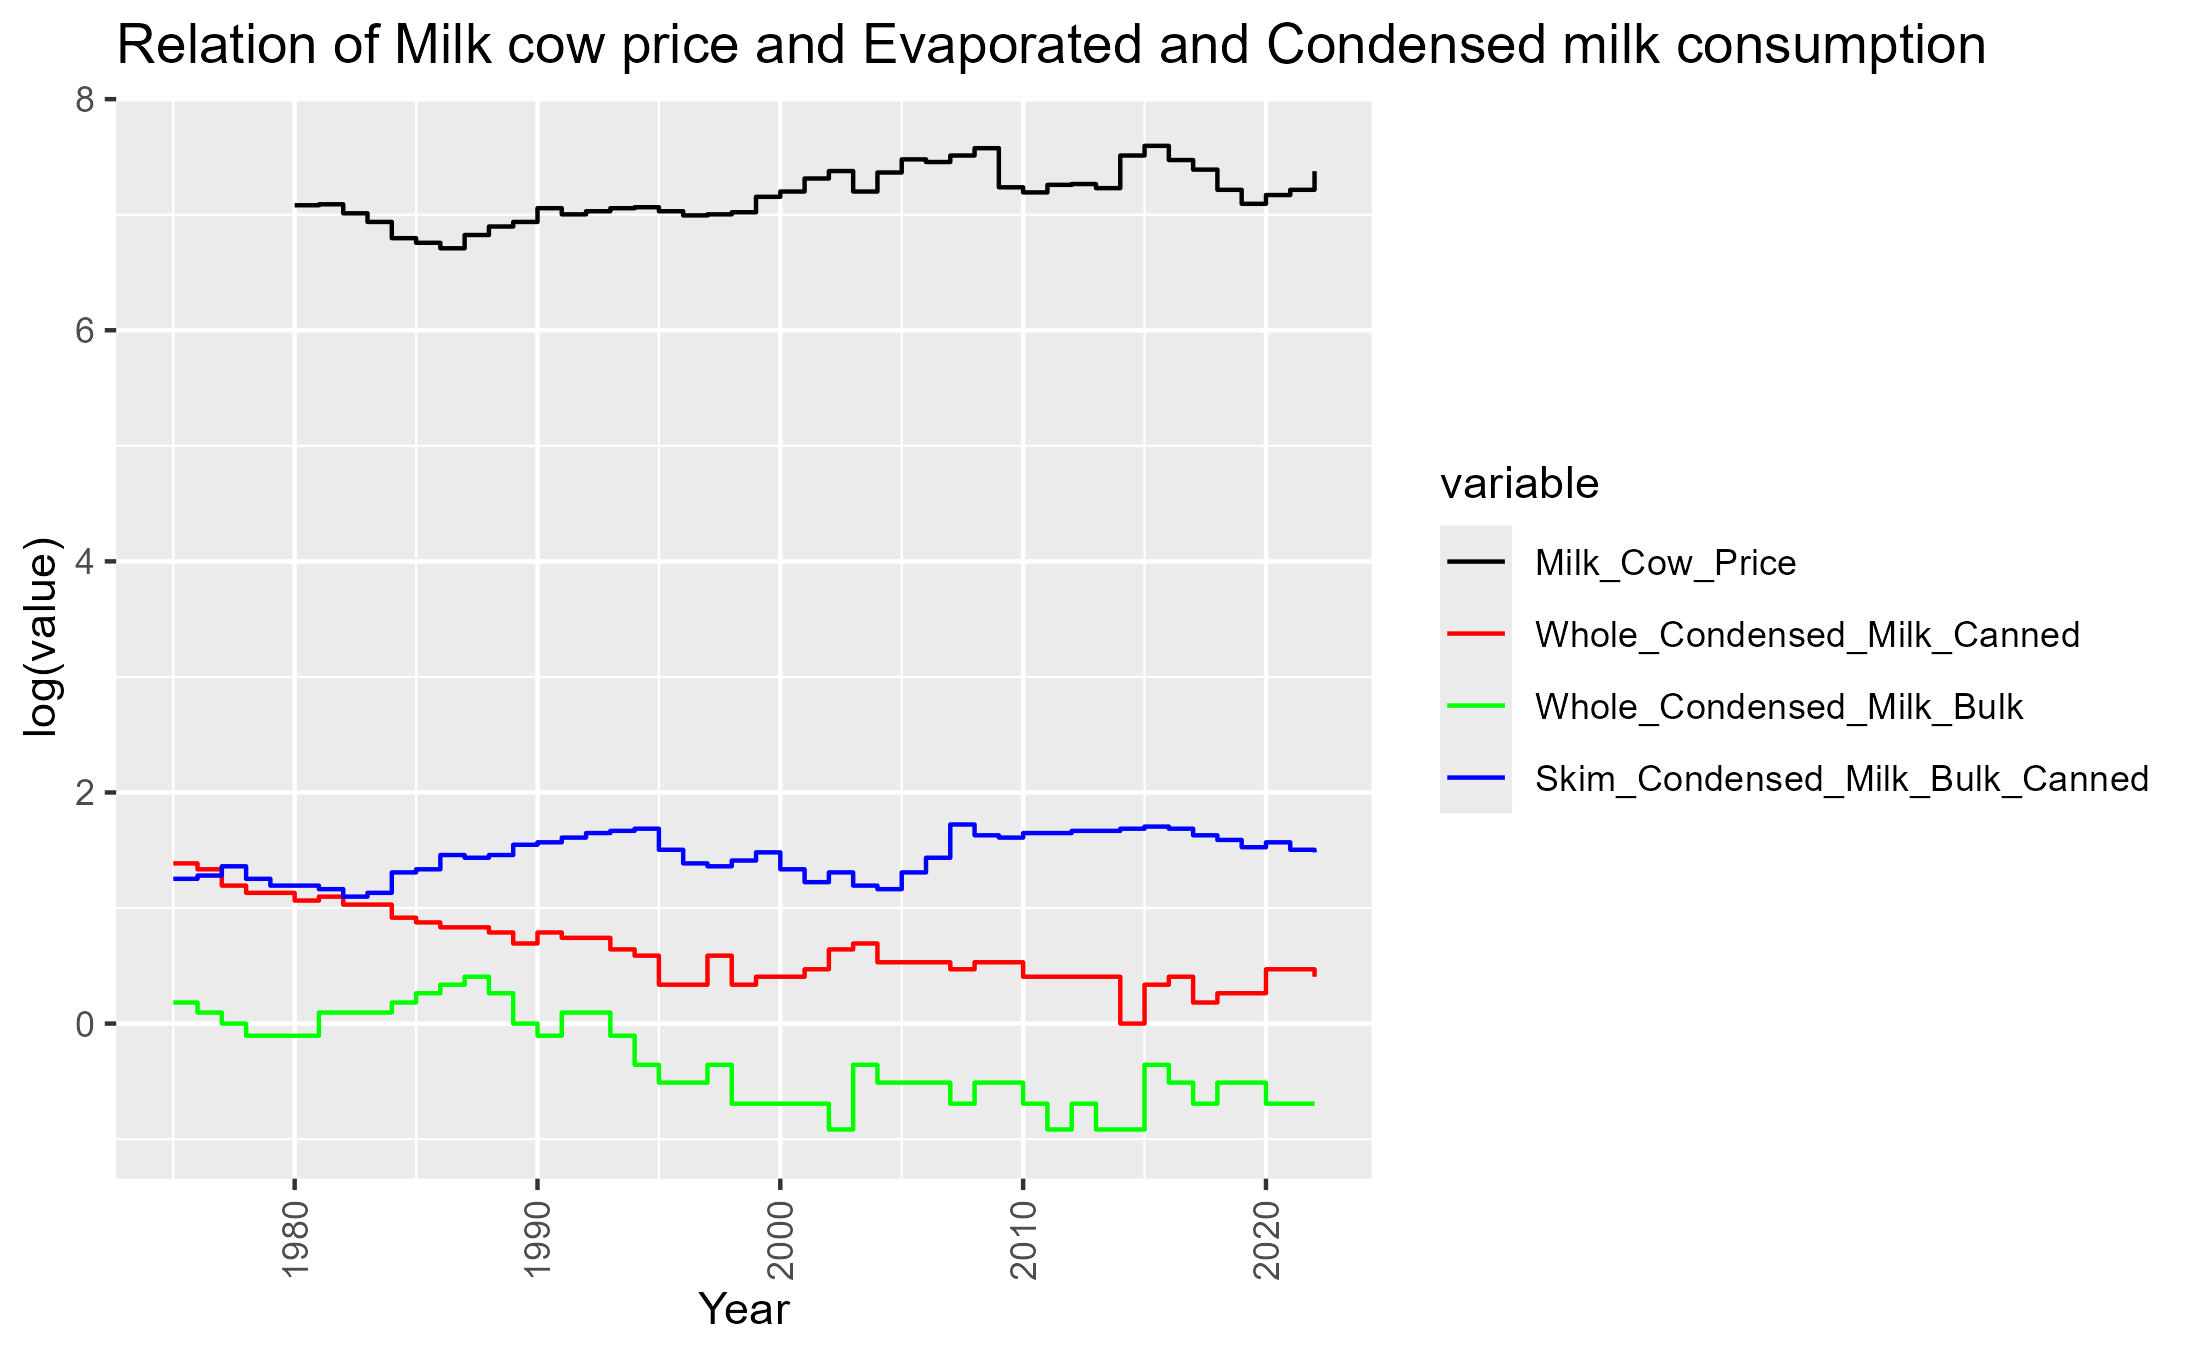 Relation of Milk cow price and Evaporated and Condensed milk consumption
8
6
4
2
0
log(value)
1980
1990
2000
2010
2020
Year
variable
Milk_Cow_Price
Whole_Condensed_Milk_Canned
Whole_Condensed_Milk_Bulk
Skim_Condensed_Milk_Bulk_Canned